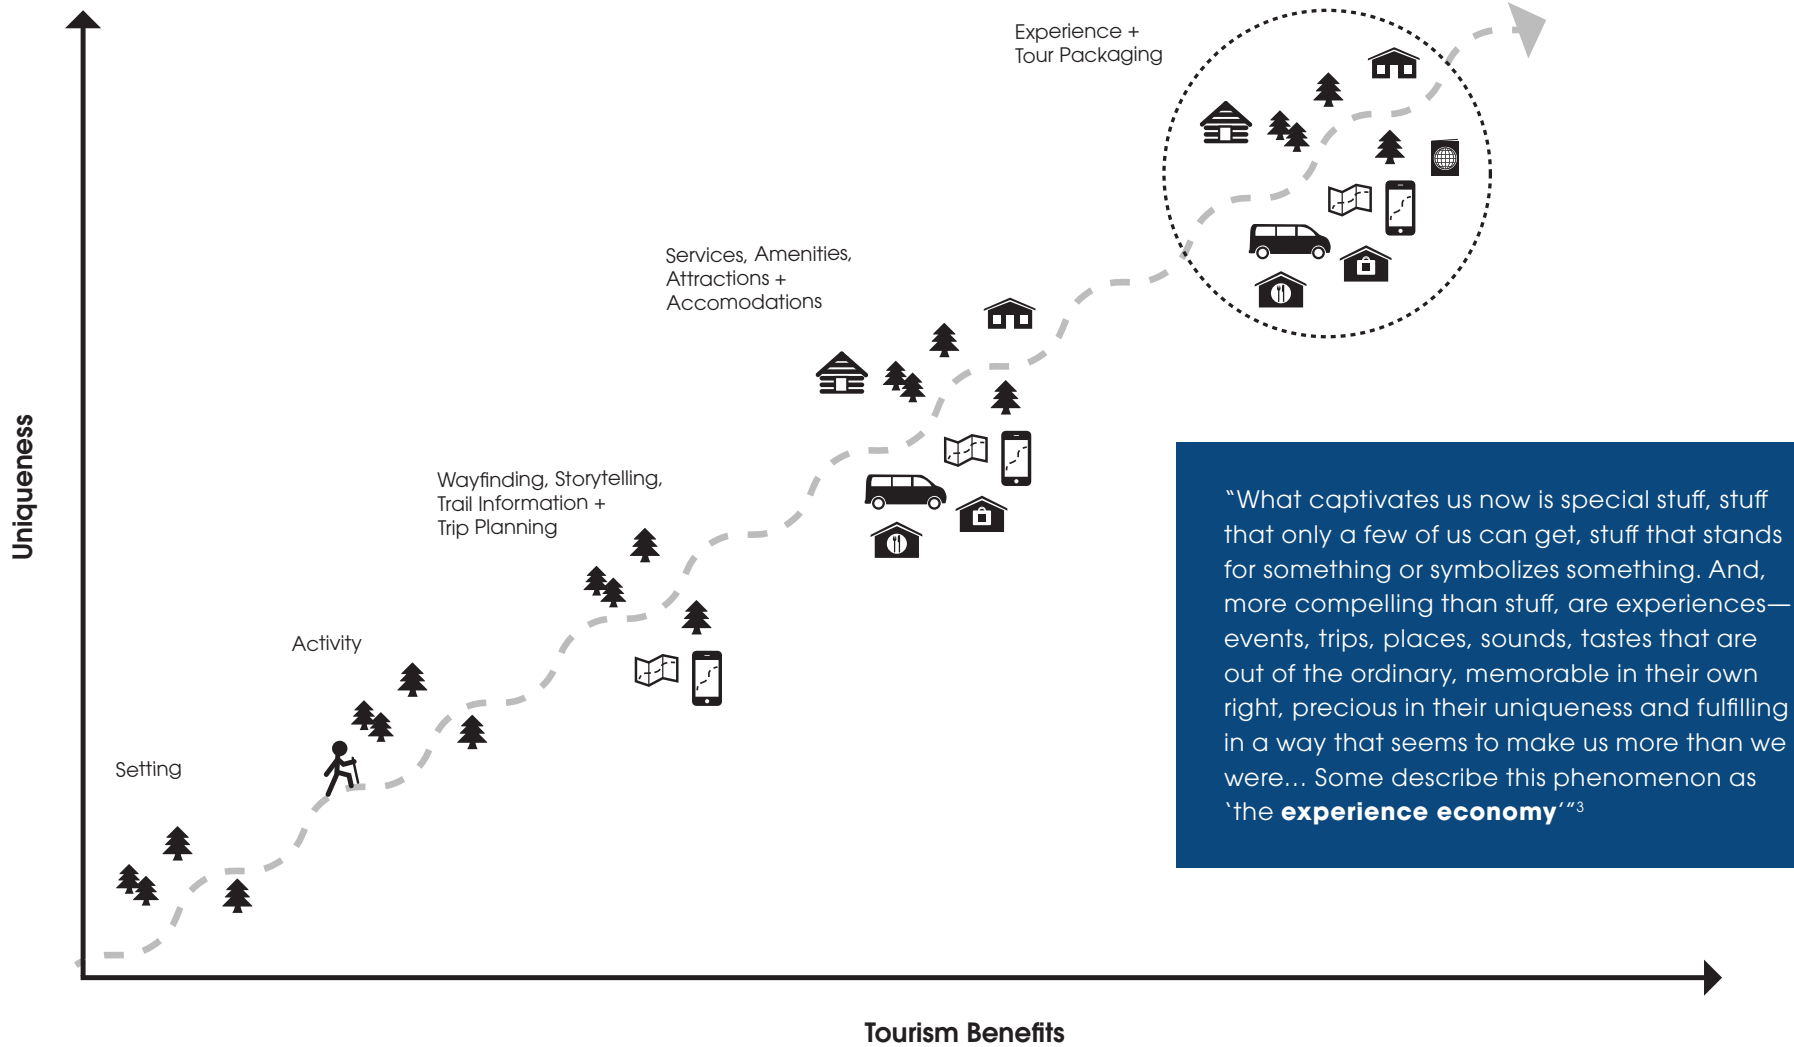 Experience +
Tour Packaging
Services, Amenities,
Attractions +
Accomodations
Wayfinding, Storytelling,
Trail Information +
Trip Planning
Activity
Setting
Uniqueness
Tourism Benefits
“What captivates us now is special stuff, stuff
that only a few of us can get, stuff that stands
for something or symbolizes something. And,
more compelling than stuff, are experiences—
events, trips, places, sounds, tastes that are
out of the ordinary, memorable in their own
right, precious in their uniqueness and fulfilling
in a way that seems to make us more than we
were... Some describe this phenomenon as
‘the experience economy‘”3